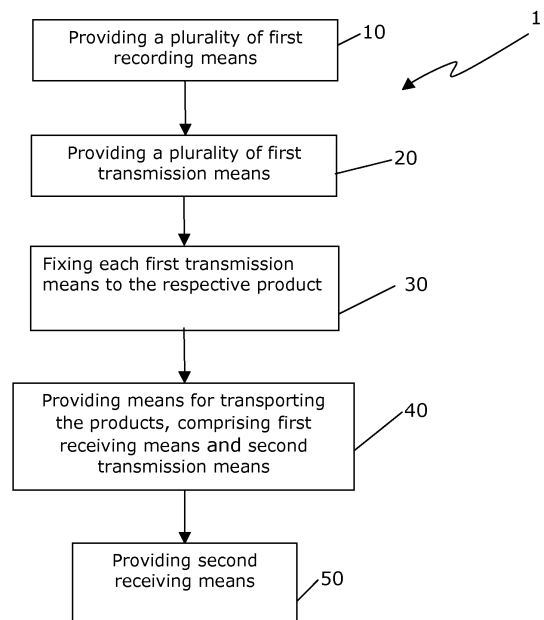 1
Providing a plurality of first
recording means
10
Providing a plurality of first
transmission means
20
Fixing each first transmission
means to the respective product
30
Providing means for transporting
the products, comprising first
receiving means and second
transmission means
40
Providing second
receiving means
50